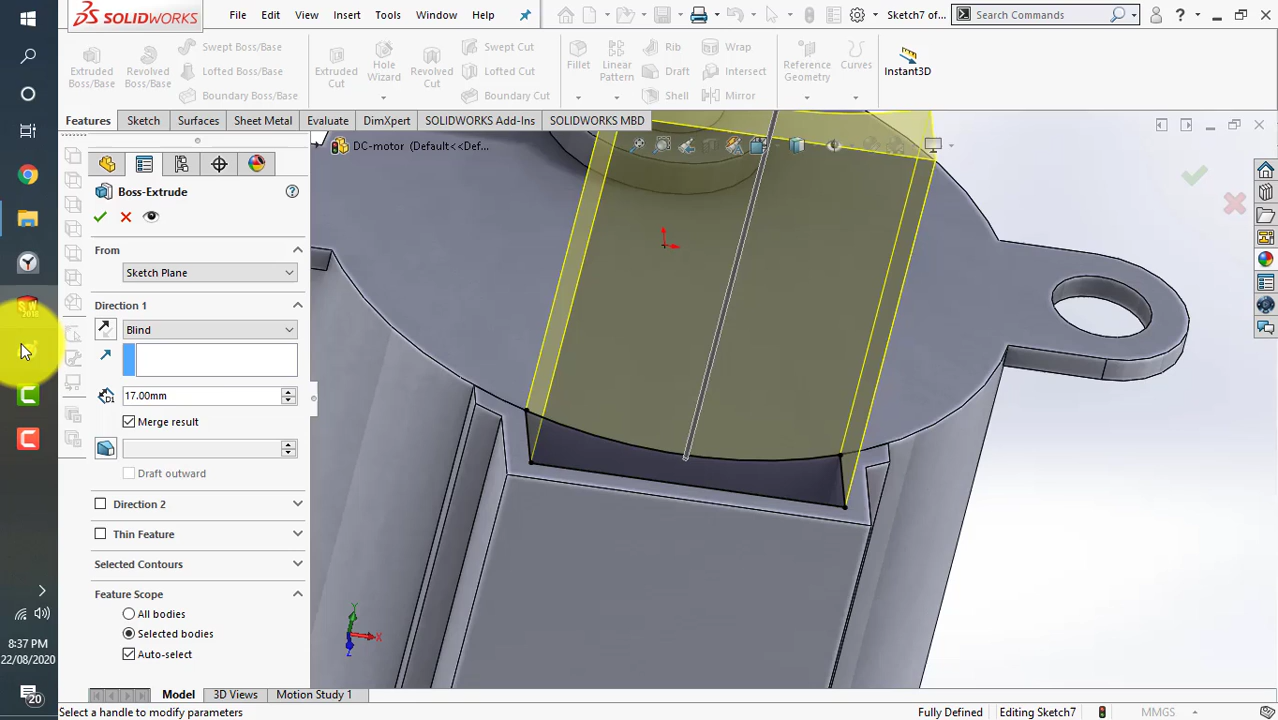 SOLIDWORKS
File Edit View Insert Tools Window Help
Sketch7 of...
Search Commands
Extruded Boss/Base
Revolved Boss/Base
Swept Boss/Base
Lofted Boss/Base
Boundary Boss/Base
Extruded Cut
Hole Wizard
Revolved Cut
Swept Cut
Lofted Cut
Boundary Cut
Fillet
Linear Pattern
Rib
Draft
Shell
Wrap
Intersect
Mirror
Reference Geometry
Curves
Instant3D
Features Sketch Surfaces Sheet Metal Evaluate DimXpert SOLIDWORKS Add-Ins SOLIDWORKS MBD
DC-motor (Default<<Def...
Boss-Extrude
From
Sketch Plane
Direction 1
Blind
D1
17.00mm
Merge result
Draft outward
Direction 2
Thin Feature
Selected Contours
Feature Scope
All bodies
Selected bodies
Auto-select
Y
X
Z
SW
2018
8:37 PM
22/08/2020
20
Model 3D Views Motion Study 1
Select a handle to modify parameters
Fully Defined Editing Sketch7 MMGS